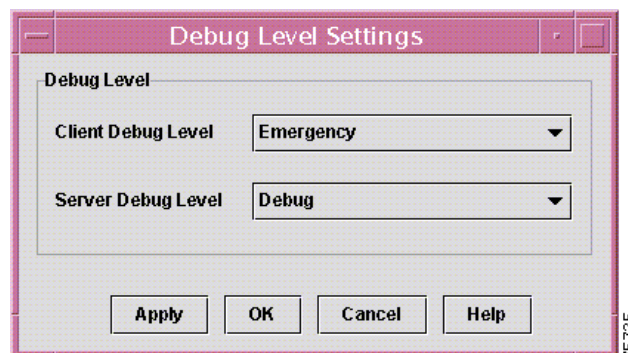 Debug Level Settings
Debug Level
Client Debug Level Emergency
Server Debug Level Debug
Apply OK Cancel Help